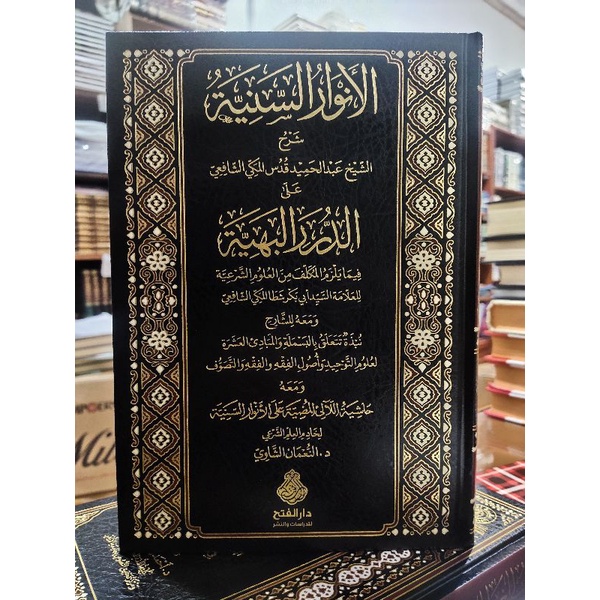 الأنوار السنية
شرح
الشيخ عبد الحميد قدس المكي الشافعي
على
الدرر البهية
فيما يلزم المكلف من العلوم الشرعية
للعلامة السيد أبي بكر شطا المكي الشافعي
ومعه للشارح
نبذة تتعلق بالبسملة والمبادئ العشرة
لعلوم التوحيد وأصول الفقه والفقه والتصوف
ومعه
حاشية اللآلئ المضية على الأنوار السنية
لخادم العلم الشرعي
د. النعمان الشاوي
دار الفتح
للدراسات والنشر